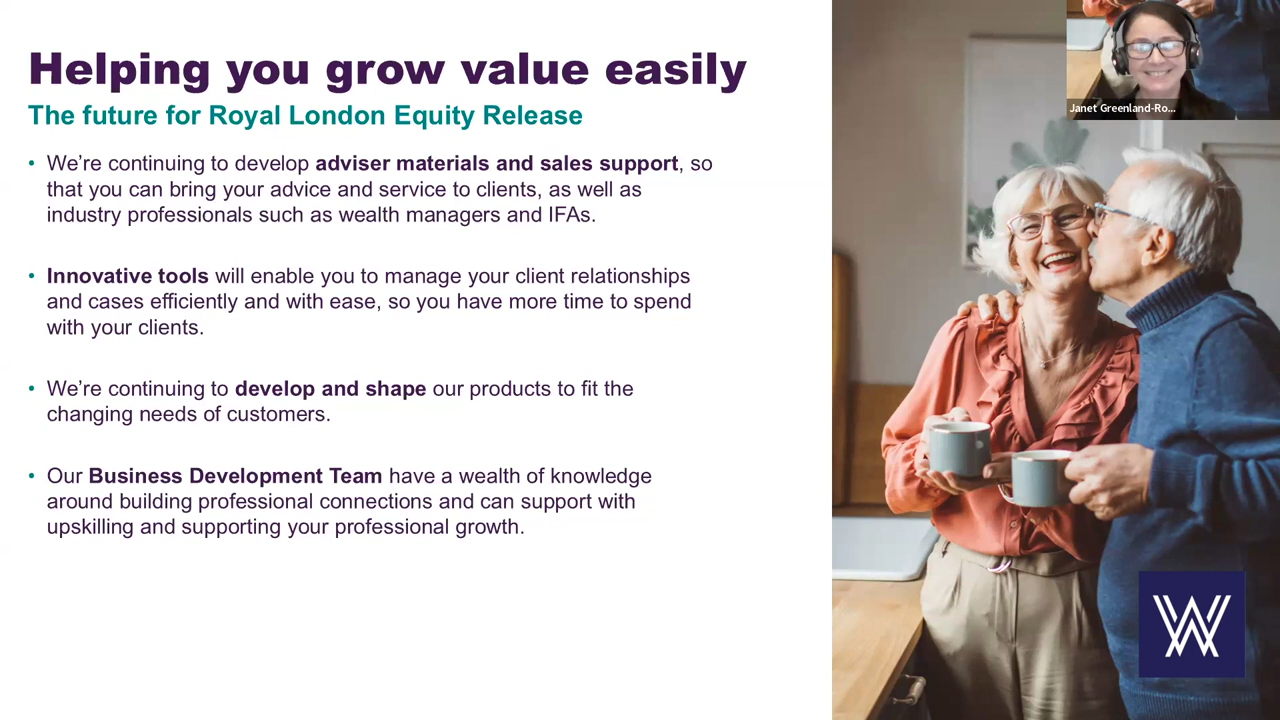 Helping you grow value easily
The future for Royal London Equity Release
• We’re continuing to develop adviser materials and sales support, so
that you can bring your advice and service to clients, as well as
industry professionals such as wealth managers and IFAs.
• Innovative tools will enable you to manage your client relationships
and cases efficiently and with ease, so you have more time to spend
with your clients.
• We’re continuing to develop and shape our products to fit the
changing needs of customers.
• Our Business Development Team have a wealth of knowledge
around building professional connections and can support with
upskilling and supporting your professional growth.
Janet Greenland-Ro...
W